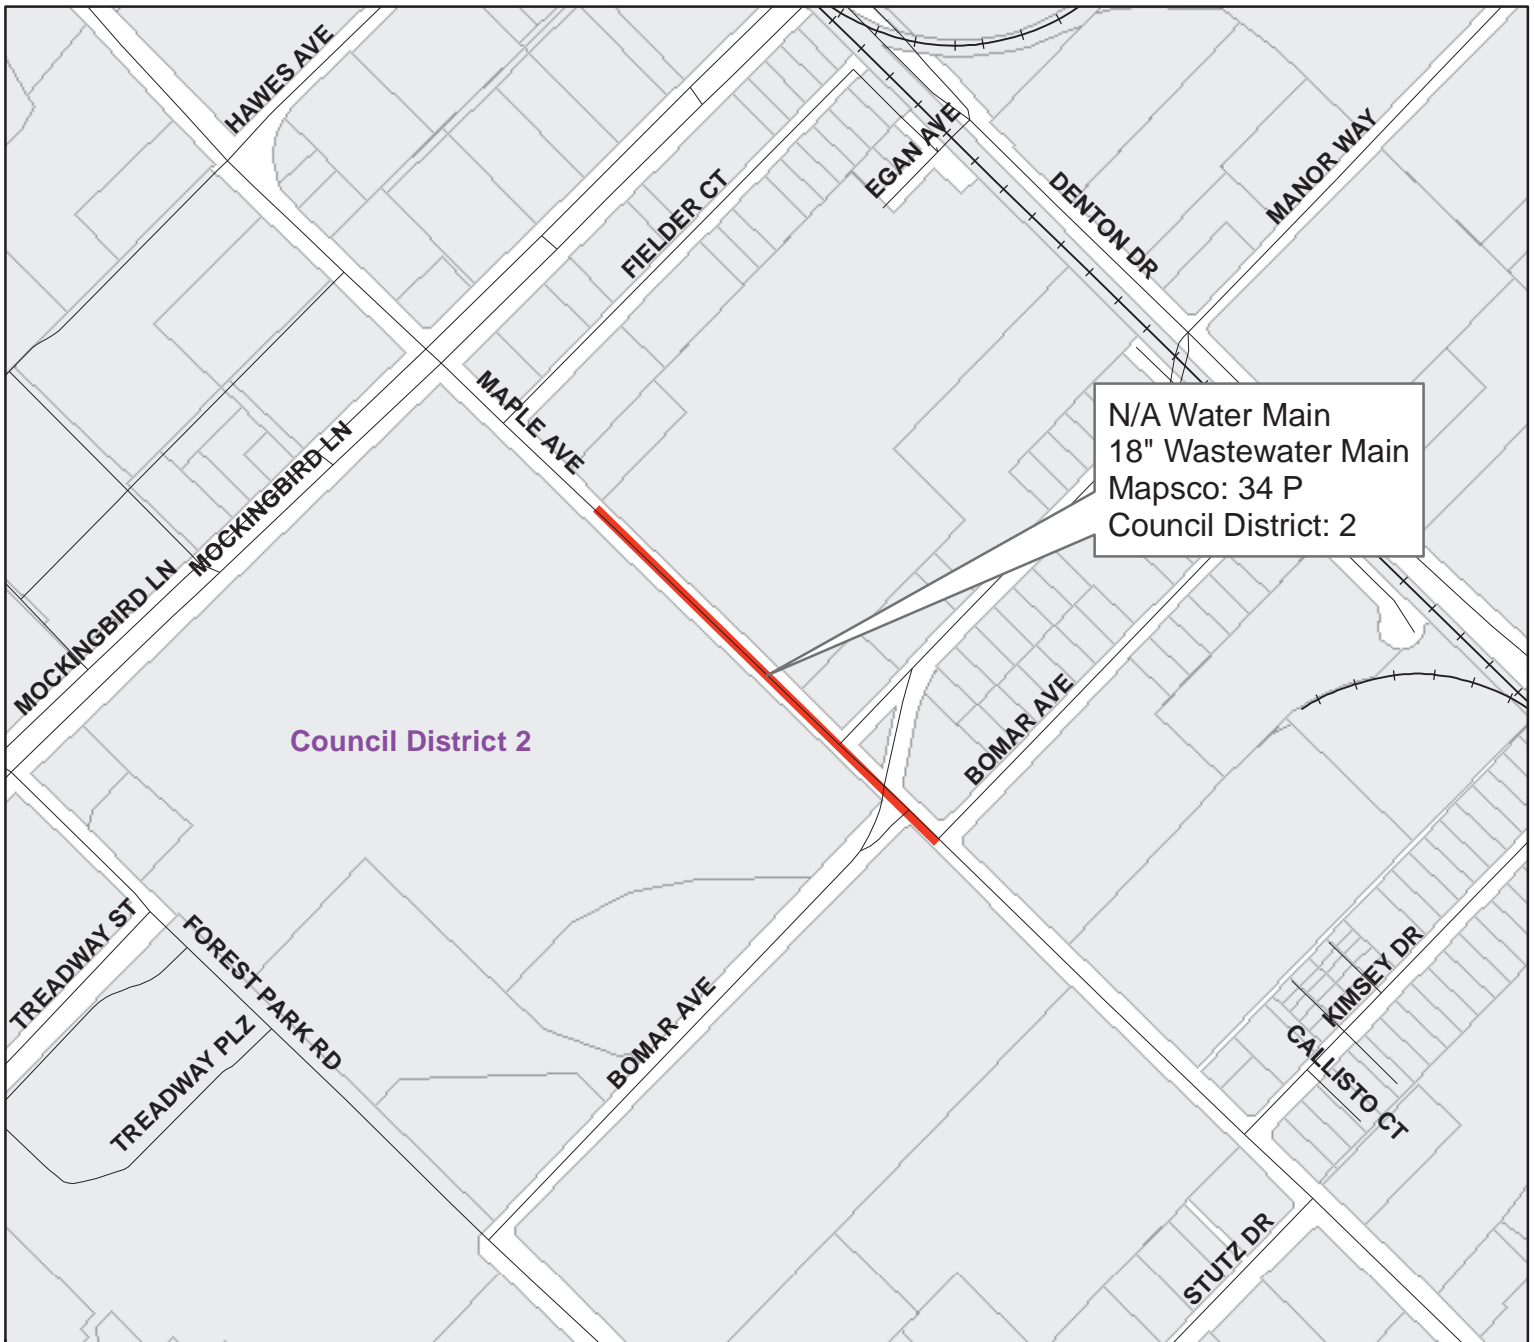 HAWES AVE
EGAN AVE
MANOR WAY
FIELDER CT
DENTON DR
MAPLE AVE
N/A Water Main
18" Wastewater Main
Mapsco: 34 P
Council District: 2
MOCKINGBIRD LN
MOCKINGBIRD LN
Council District 2
BOMAR AVE
TREADWAY ST
FOREST PARK RD
KIMSEY DR
BOMAR AVE
TREADWAY PLZ
CALLISTO CT
STUTZ DR